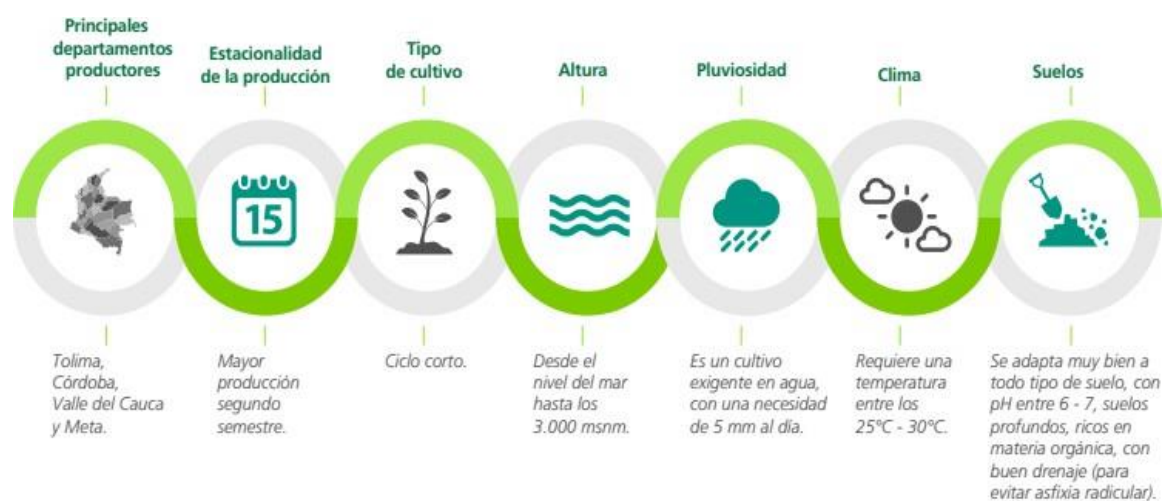 Principales
departamentos
productores
Estacionalidad
de la producción
Tipo
de cultivo
Altura
Pluviosidad
Clima
Suelos
15
Tolima,
Córdoba,
Valle del Cauca
y Meta.
Mayor
producción
segundo
semestre.
Ciclo corto.
Desde el
nivel del mar
hasta los
3.000 msnm.
Es un cultivo
exigente en agua,
con una necesidad
de 5 mm al día.
Requiere una
temperatura
entre los
25°C - 30°C.
Se adapta muy bien a
todo tipo de suelo, con
pH entre 6 - 7, suelos
profundos, ricos en
materia orgánica, con
buen drenaje (para
evitar asfixia radicular).